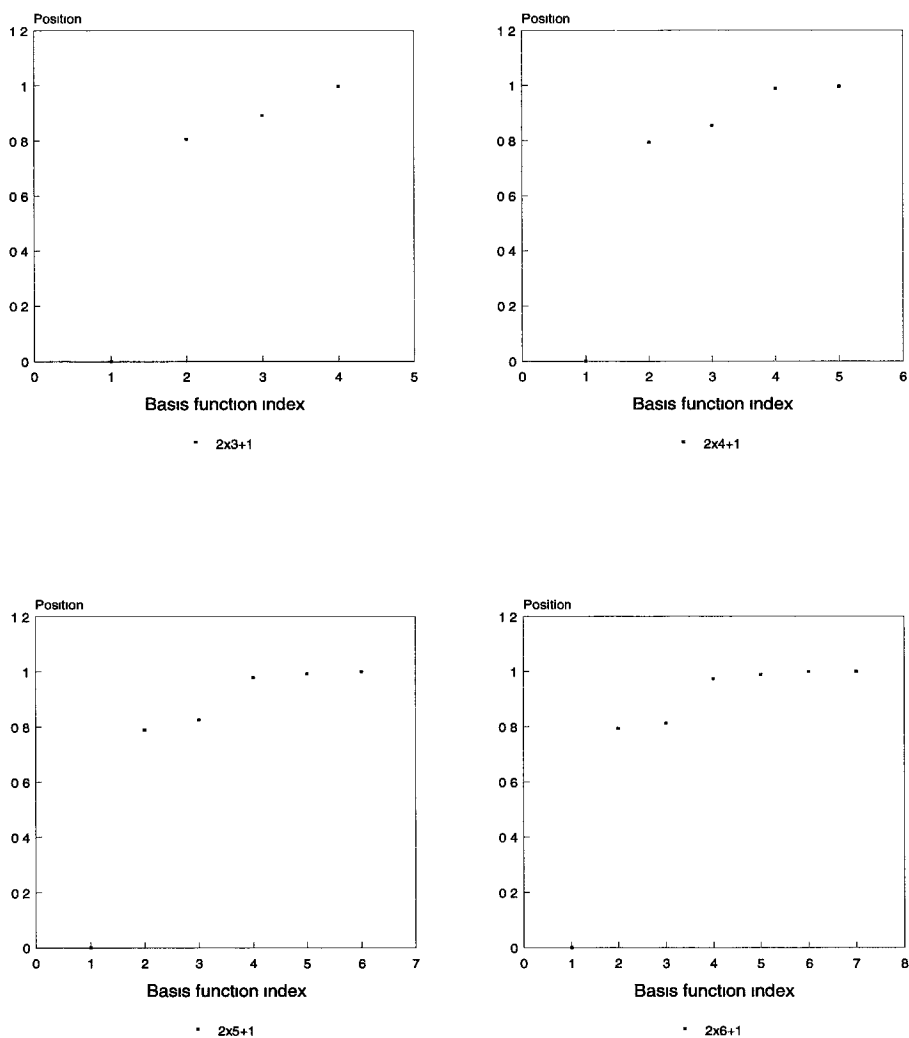 Position
1 2
1
0 8
0 6
0 4
0 2
0
0 1 2 3 4 5
Basis function index
2x3+1
Position
1 2
1
0 8
0 6
0 4
0 2
0
0 1 2 3 4 5 6
Basis function index
2x4+1
Position
1 2
1
0 8
0 6
0 4
0 2
0
0 1 2 3 4 5 6 7
Basis function index
2x5+1
Position
1 2
1
0 8
0 6
0 4
0 2
0
0 1 2 3 4 5 6 7 8
Basis function index
2x6+1